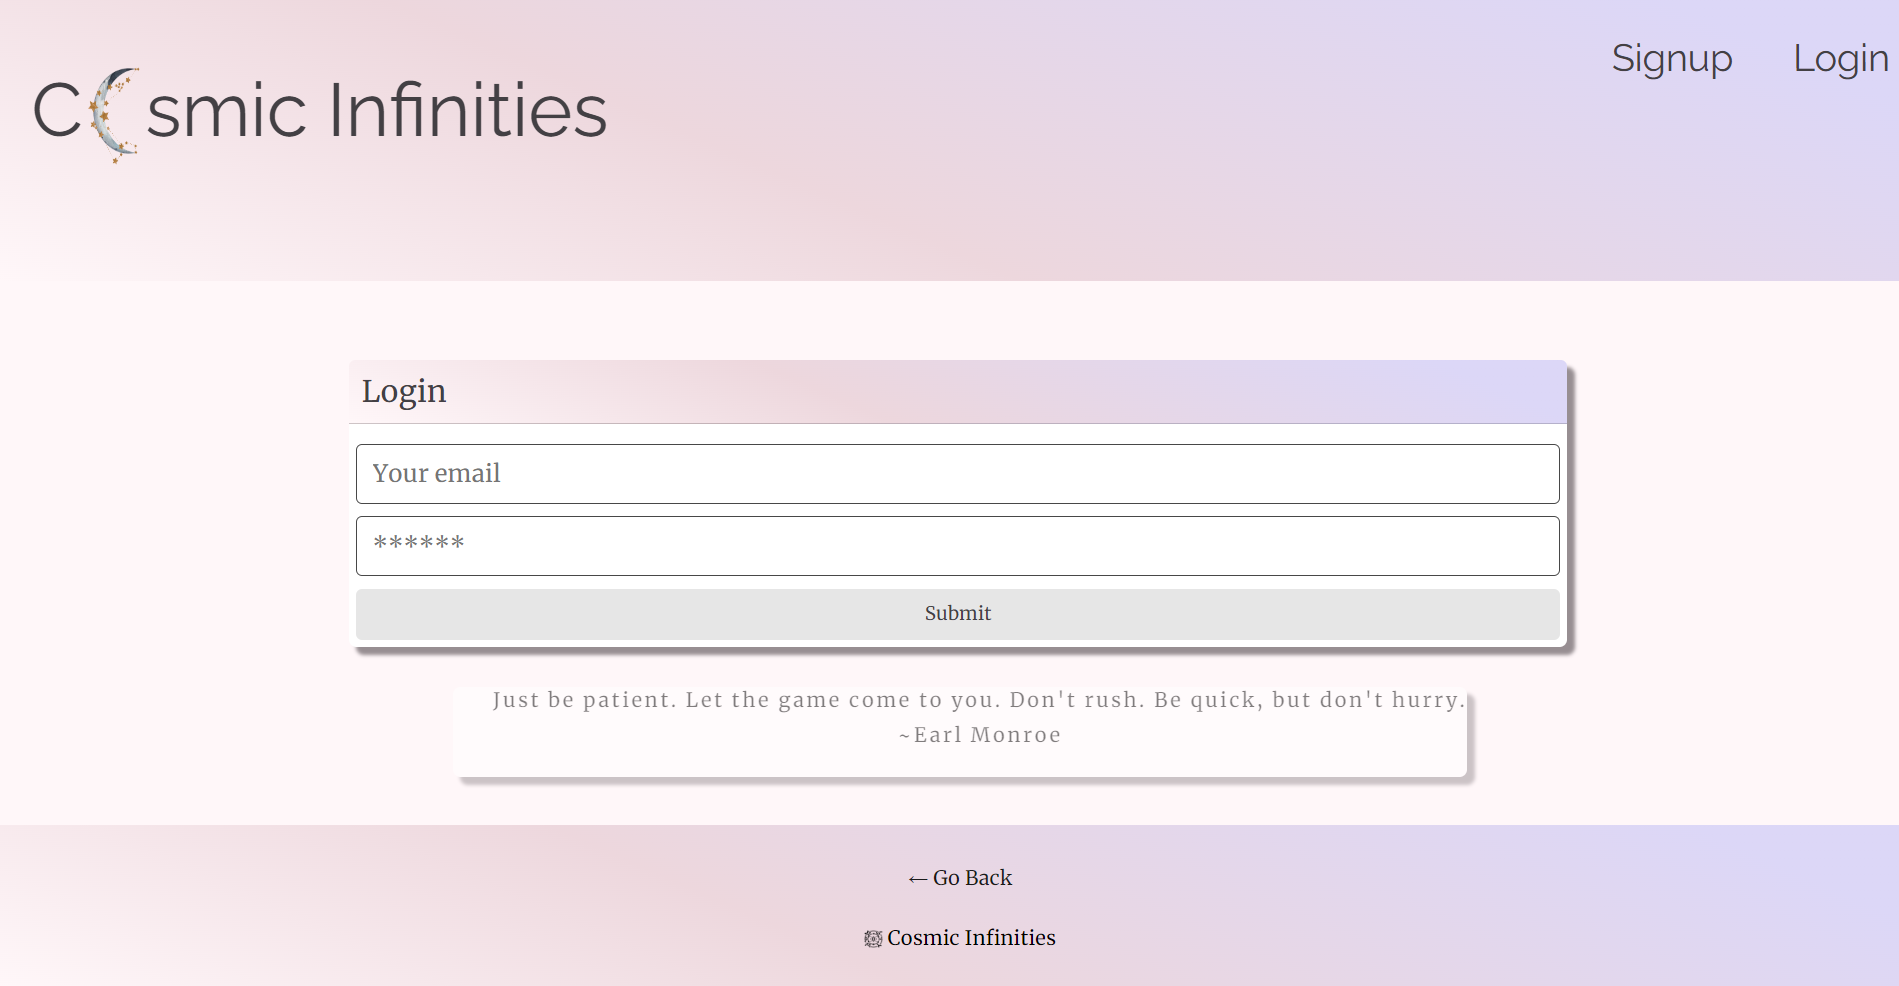 C smic Infinities
Signup
Login
Login
Your email
******
Submit
Just be patient. Let the game come to you. Don't rush. Be quick, but don't hurry.
~Earl Monroe
← Go Back
Cosmic Infinities